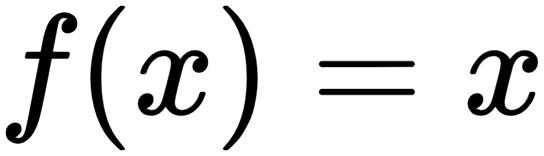 f(x) = x